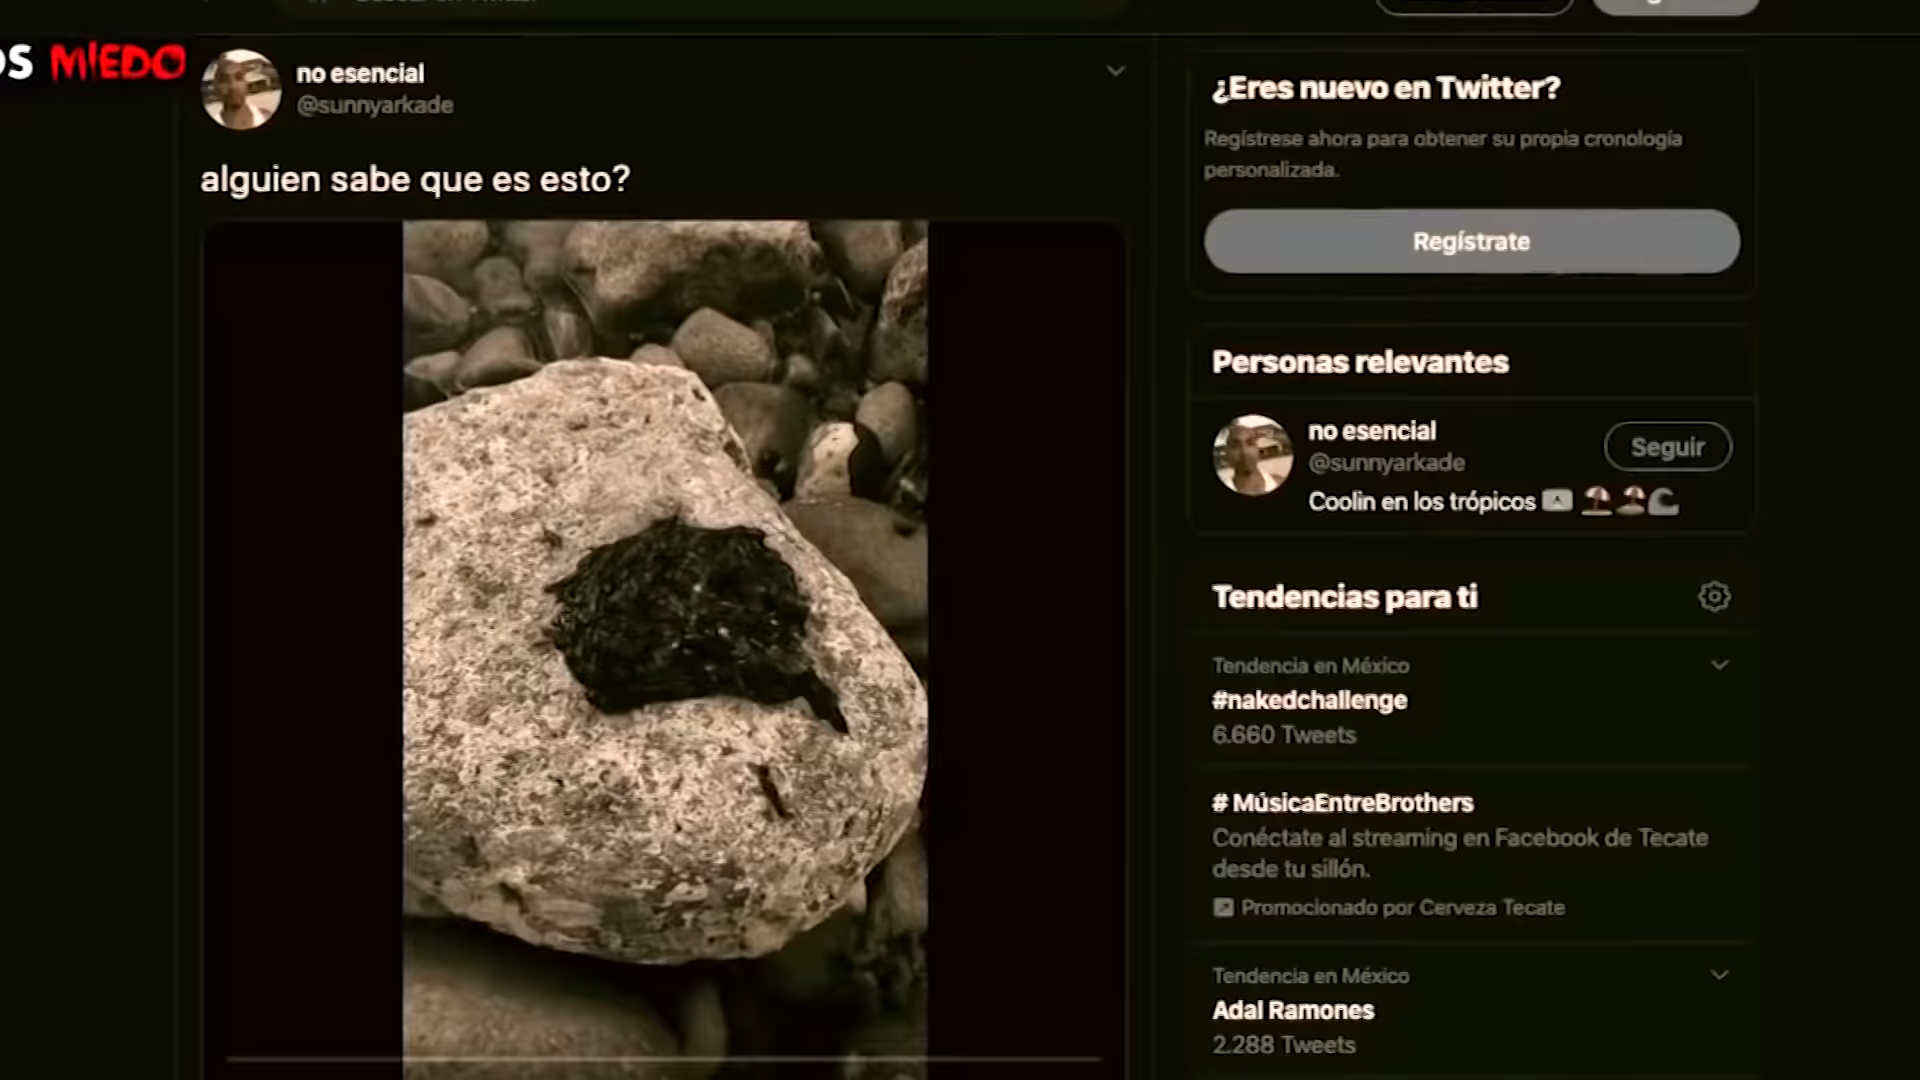 OS MIEDO
no esencial
@sunnyarkade
alguien sabe que es esto?
¿Eres nuevo en Twitter?
Regístrese ahora para obtener su propia cronología
personalizada.
Regístrate
Personas relevantes
no esencial
@sunnyarkade
Seguir
Coolin en los trópicos
Tendencias para ti
Tendencia en México
#nakedchallenge
6.660 Tweets
# MúsicaEntreBrothers
Conéctate al streaming en Facebook de Tecate
desde tu sillón.
Promocionado por Cerveza Tecate
Tendencia en México
Adal Ramones
2.288 Tweets